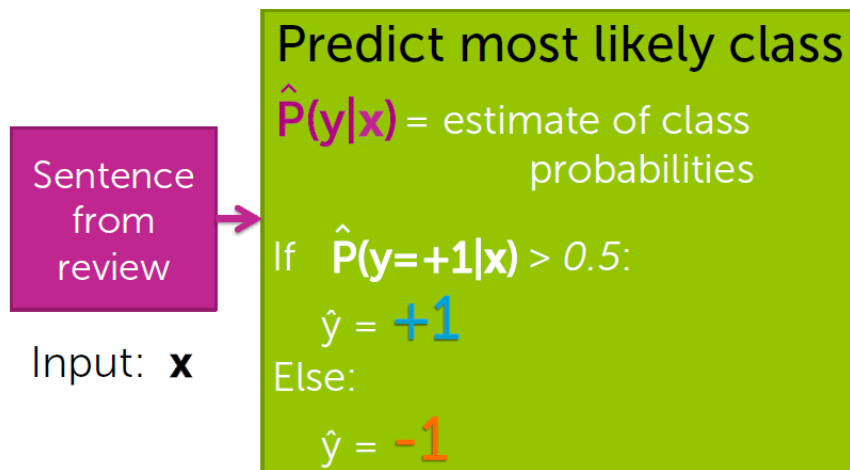 Predict most likely class
P̂(y|x) = estimate of class
probabilities
Sentence
from
review
If P̂(y=+1|x) > 0.5:
ŷ = +1
Input: x
Else:
ŷ = -1